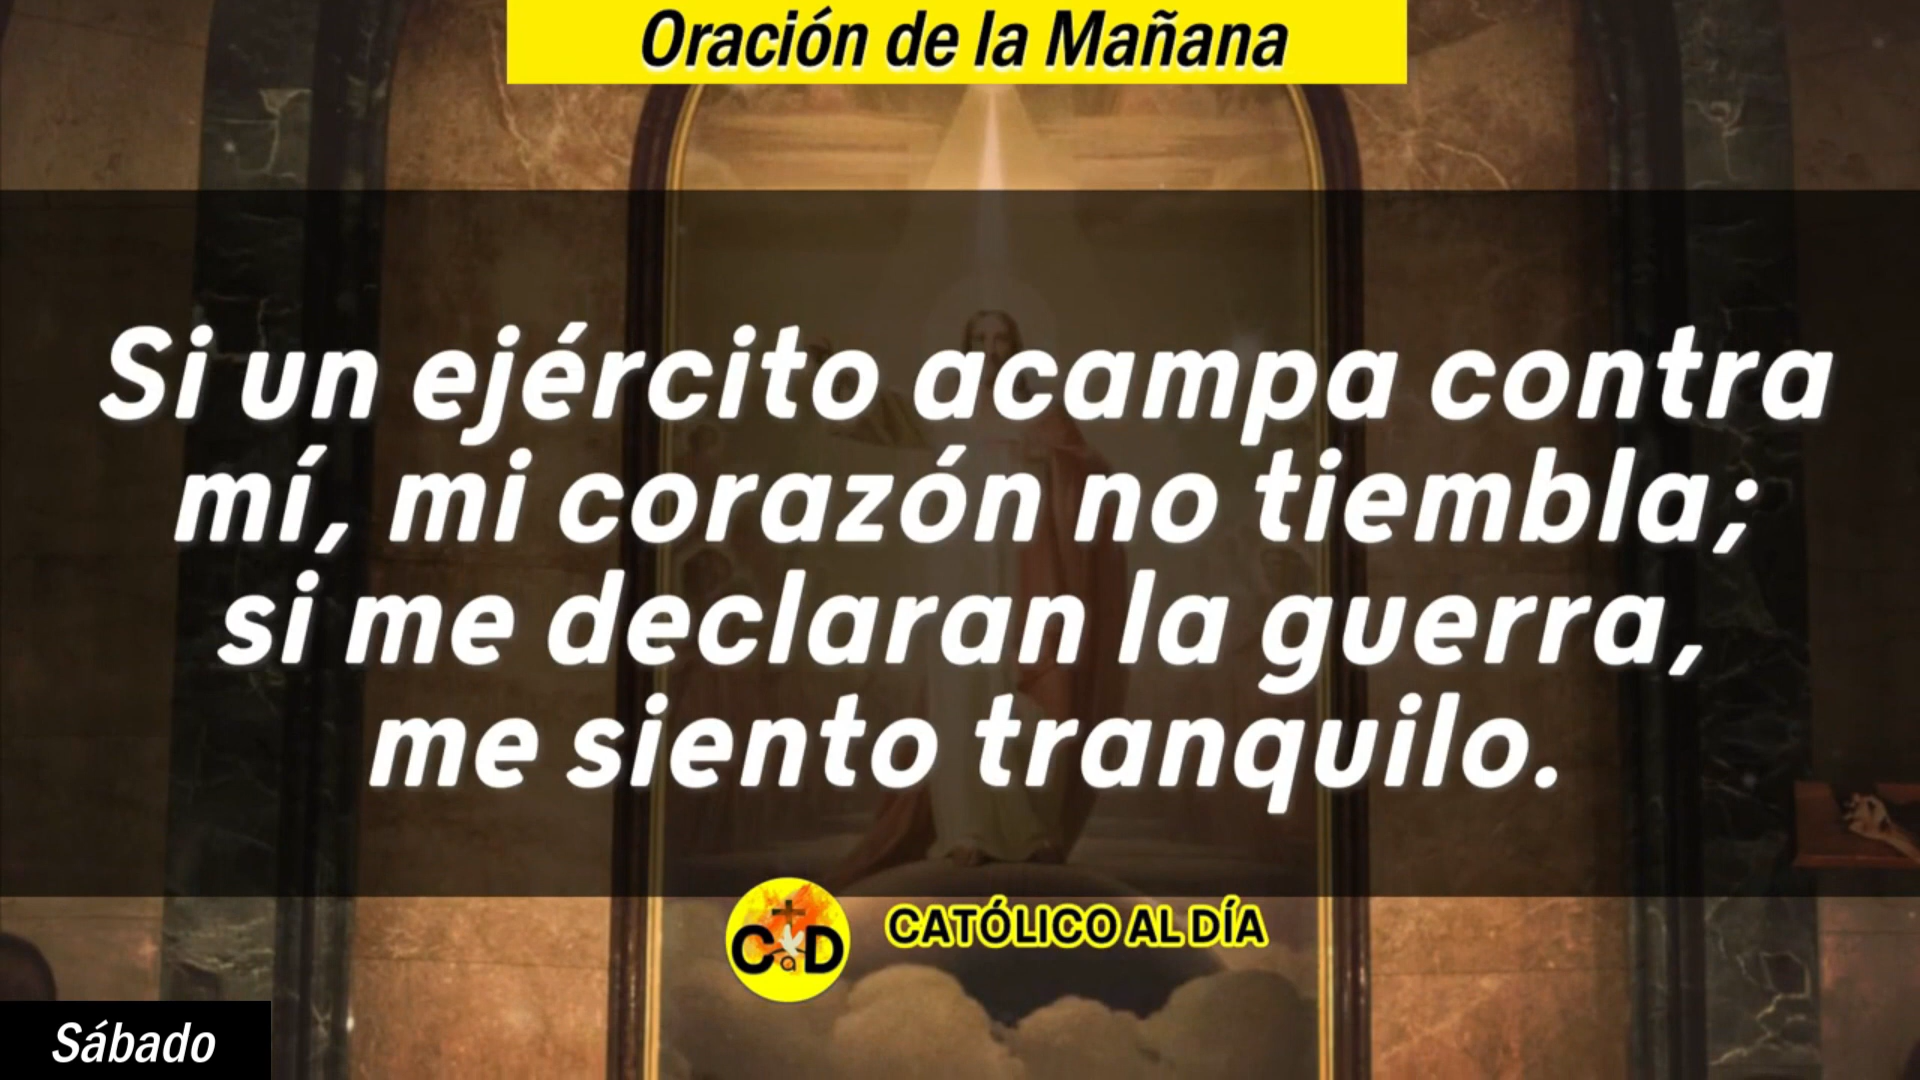 Oración de la Mañana
Si un ejército acampa contra
mí, mi corazón no tiembla;
si me declaran la guerra,
me siento tranquilo.
CaD
CATÓLICO AL DÍA
Sábado